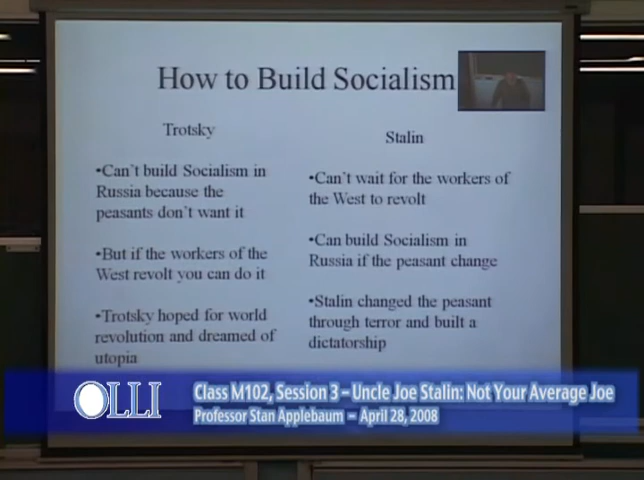 How to Build Socialism
Trotsky
•Can't build Socialism in
Russia because the
peasants don't want it
•But if the workers of the
West revolt you can do it
•Trotsky hoped for world
revolution and dreamed of
utopia
Stalin
•Can't wait for the workers of
the West to revolt
•Can build Socialism in
Russia if the peasant change
•Stalin changed the peasant
through terror and built a
dictatorship
OLLI
Class M102, Session 3 – Uncle Joe Stalin: Not Your Average Joe
Professor Stan Applebaum – April 28, 2008